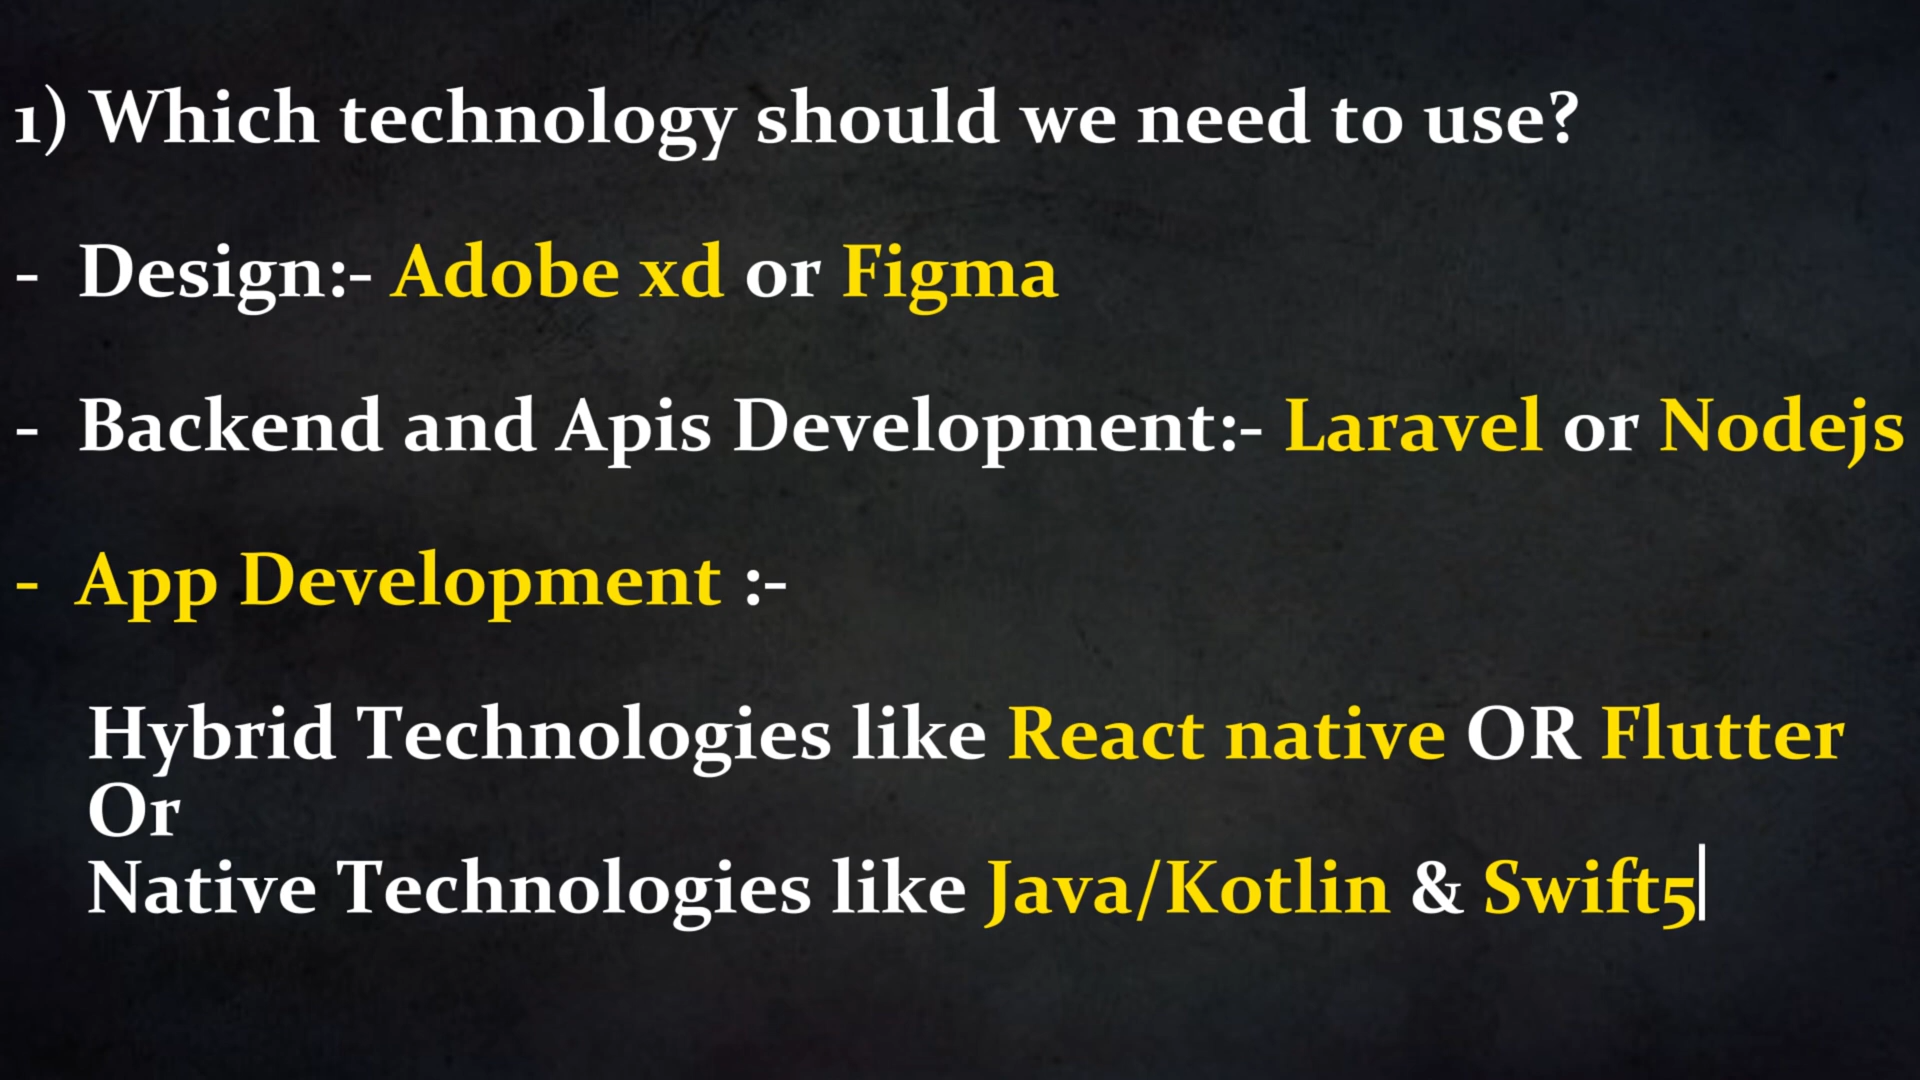 1) Which technology should we need to use?
- Design:- Adobe xd or Figma
- Backend and Apis Development:- Laravel or Nodejs
- App Development :-
Hybrid Technologies like React native OR Flutter
Or
Native Technologies like Java/Kotlin & Swift5